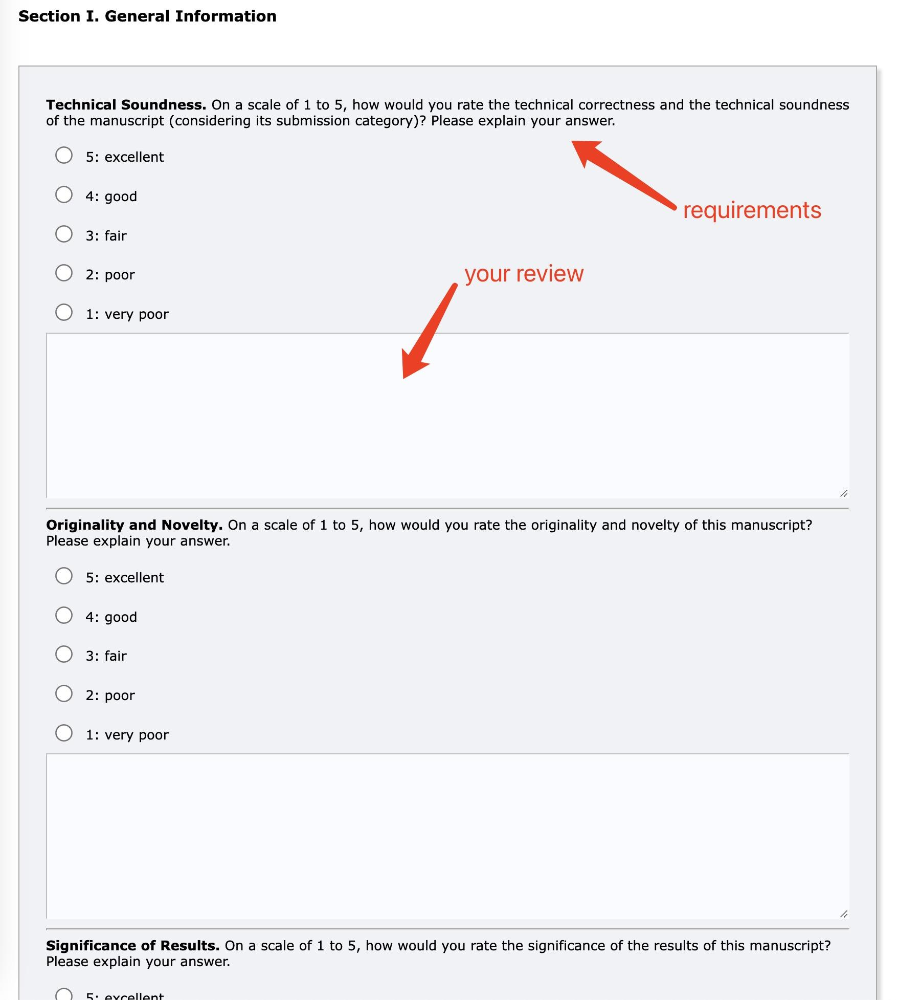 Section I. General Information
Technical Soundness. On a scale of 1 to 5, how would you rate the technical correctness and the technical soundness
of the manuscript (considering its submission category)? Please explain your answer.
5: excellent
4: good
requirements
3: fair
2: poor
your review
1: very poor
Originality and Novelty. On a scale of 1 to 5, how would you rate the originality and novelty of this manuscript?
Please explain your answer.
5: excellent
4: good
3: fair
2: poor
1: very poor
Significance of Results. On a scale of 1 to 5, how would you rate the significance of the results of this manuscript?
Please explain your answer.
5: excellent